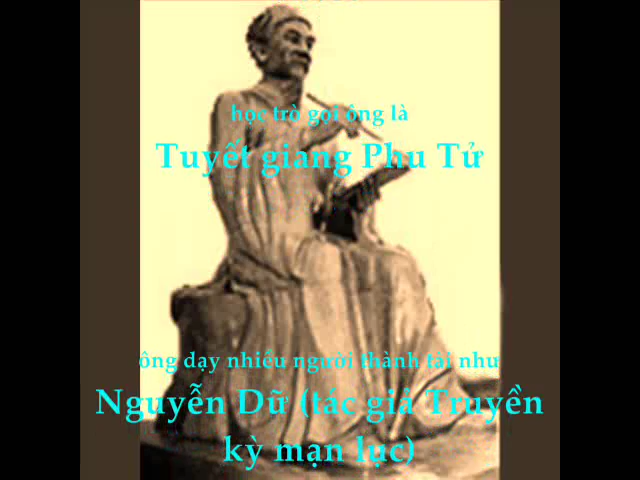 học trò gọi ông là
Tuyết giang Phu Tử
ông dạy nhiều người thành tài như
Nguyễn Dữ (tác giả Truyền
kỳ mạn lục)